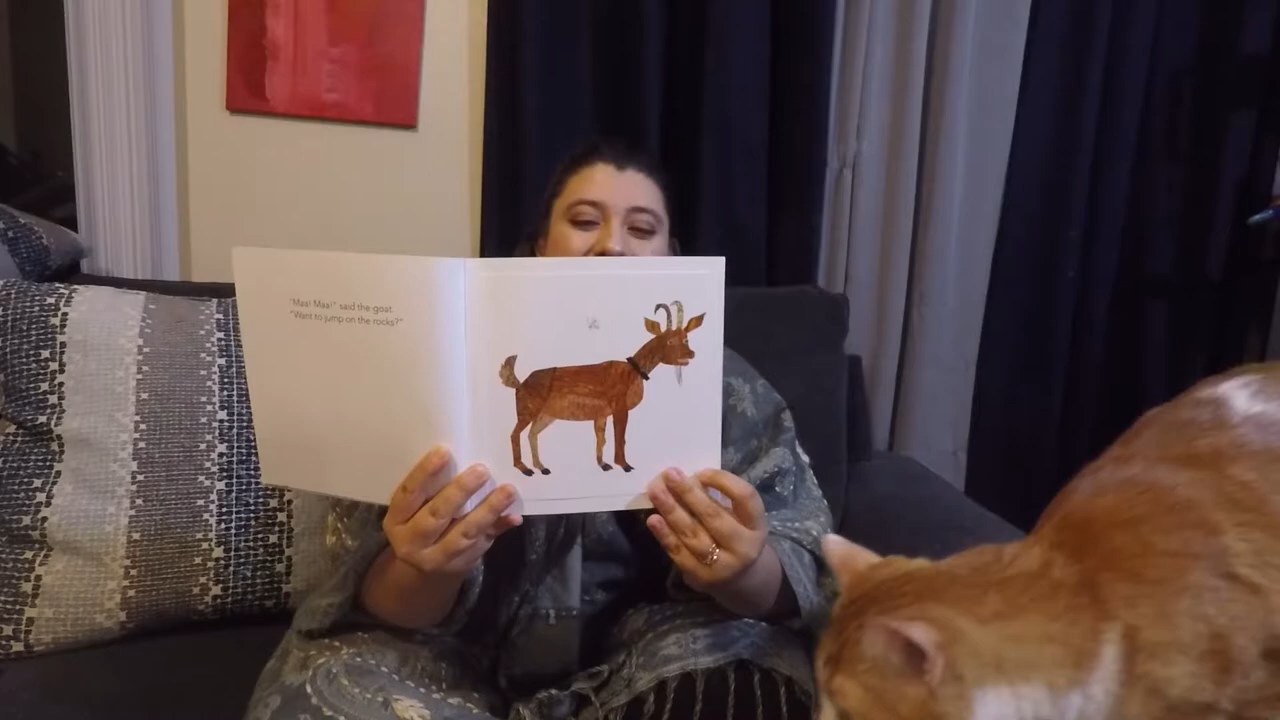 "Maa! Maa!" said the goat.
"Want to jump on the rocks?"